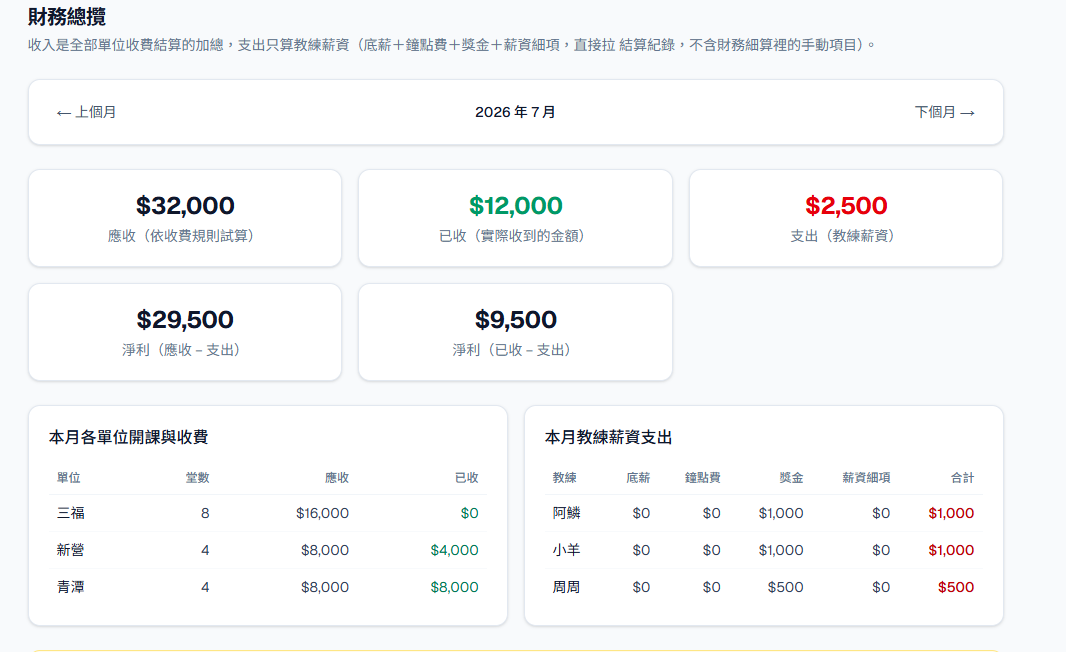 財務總攬
收入是全部單位收費結算的加總，支出只算教練薪資（底薪＋鐘點費＋獎金＋薪資細項，直接拉 結算紀錄，不含財務細算裡的手動項目）。
← 上個月 2026 年 7 月 下個月 →
$32,000 $12,000 $2,500
應收（依收費規則試算） 已收（實際收到的金額） 支出（教練薪資）
$29,500 $9,500
淨利（應收 − 支出） 淨利（已收 − 支出）
本月各單位開課與收費
單位 堂數 應收 已收
三福 8 $16,000 $0
新營 4 $8,000 $4,000
青潭 4 $8,000 $8,000
本月教練薪資支出
教練 底薪 鐘點費 獎金 薪資細項 合計
阿鱗 $0 $0 $1,000 $0 $1,000
小羊 $0 $0 $1,000 $0 $1,000
周周 $0 $0 $500 $0 $500